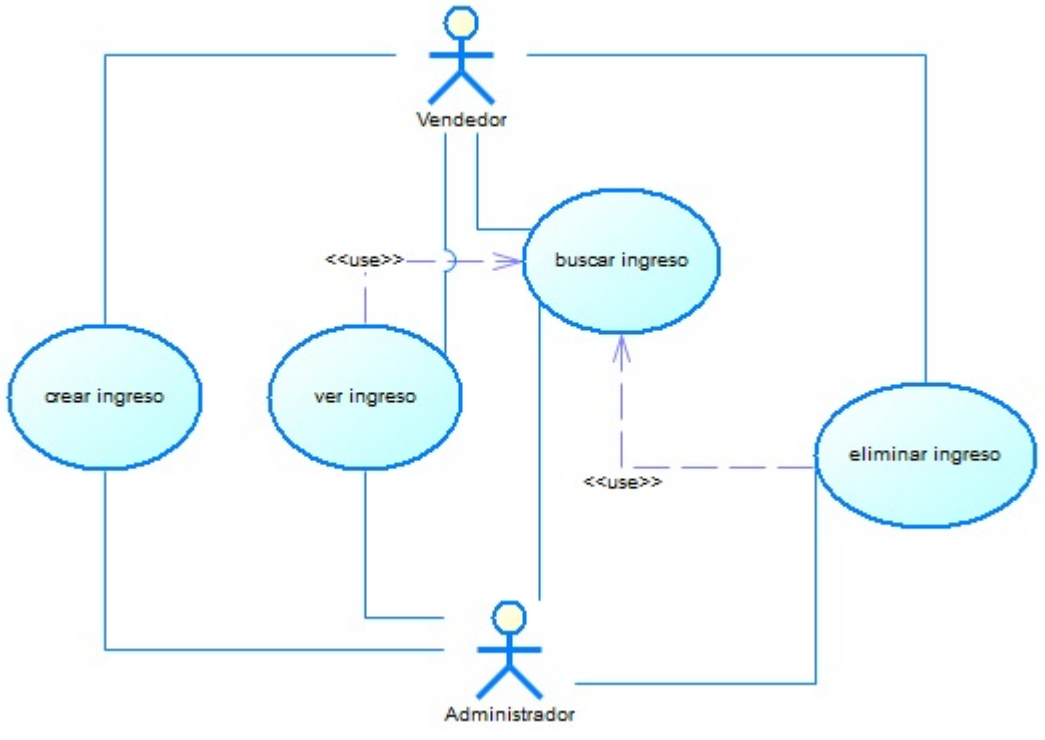 Vendedor
<<use>>
buscar ingreso
crear ingreso
ver ingreso
eliminar ingreso
<<use>>
Administrador